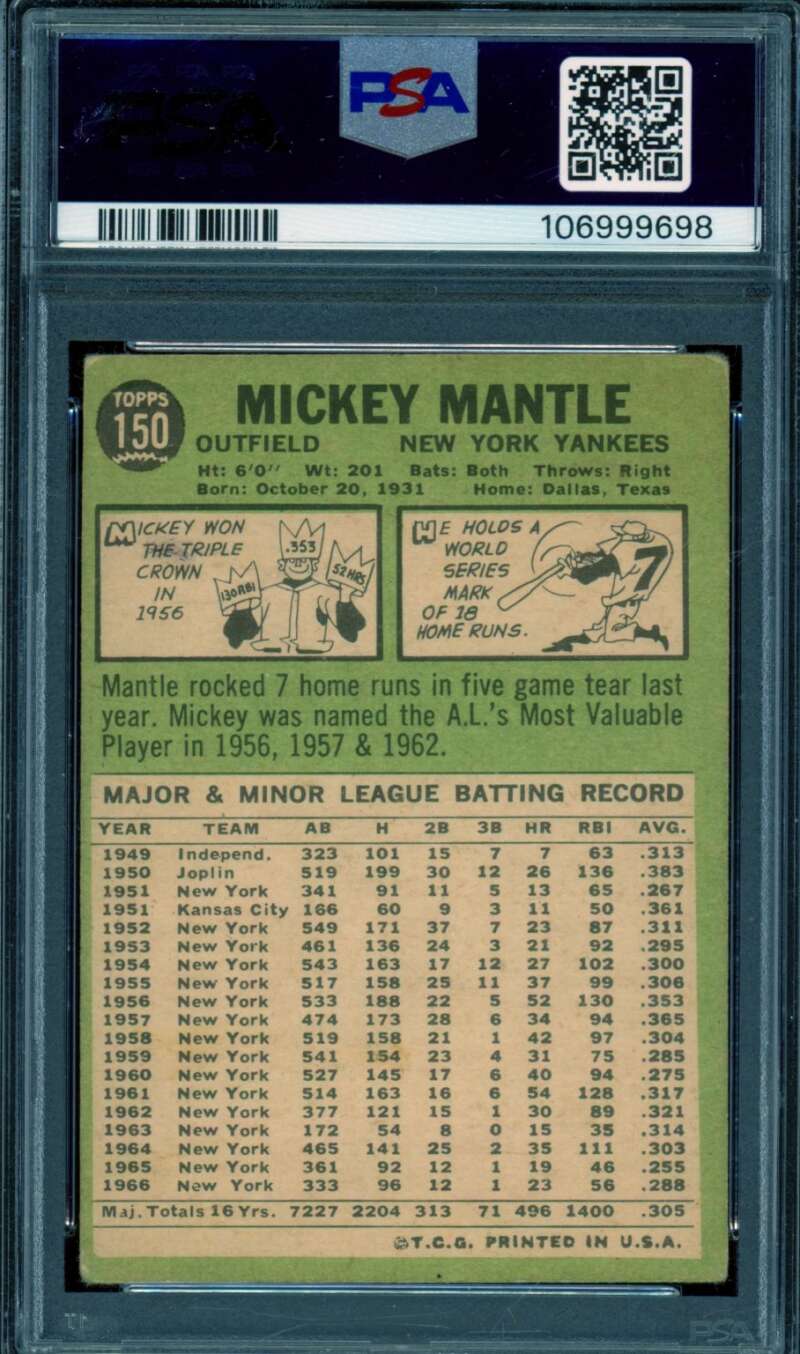 PSA
106999698
TOPPS
150
MICKEY MANTLE
OUTFIELD NEW YORK YANKEES
Ht: 6'0" Wt: 201 Bats: Both Throws: Right
Born: October 20, 1931 Home: Dallas, Texas
MICKEY WON
THE TRIPLE
CROWN
IN
1956
130 RBI
.353
52 HRS
HE HOLDS A
WORLD
SERIES
MARK
OF 18
HOME RUNS.
7
Mantle rocked 7 home runs in five game tear last
year. Mickey was named the A.L.'s Most Valuable
Player in 1956, 1957 & 1962.
MAJOR & MINOR LEAGUE BATTING RECORD
YEAR TEAM AB H 2B 3B HR RBI AVG.
1949 Independ. 323 101 15 7 7 63 .313
1950 Joplin 519 199 30 12 26 136 .383
1951 New York 341 91 11 5 13 65 .267
1951 Kansas City 166 60 9 3 11 50 .361
1952 New York 549 171 37 7 23 87 .311
1953 New York 461 136 24 3 21 92 .295
1954 New York 543 163 17 12 27 102 .300
1955 New York 517 158 25 11 37 99 .306
1956 New York 533 188 22 5 52 130 .353
1957 New York 474 173 28 6 34 94 .365
1958 New York 519 158 21 1 42 97 .304
1959 New York 541 154 23 4 31 75 .285
1960 New York 527 145 17 6 40 94 .275
1961 New York 514 163 16 6 54 128 .317
1962 New York 377 121 15 1 30 89 .321
1963 New York 172 54 8 0 15 35 .314
1964 New York 465 141 25 2 35 111 .303
1965 New York 361 92 12 1 19 46 .255
1966 New York 333 96 12 1 23 56 .288
Maj. Totals 16 Yrs. 7227 2204 313 71 496 1400 .305
©T.C.G. PRINTED IN U.S.A.
PSA